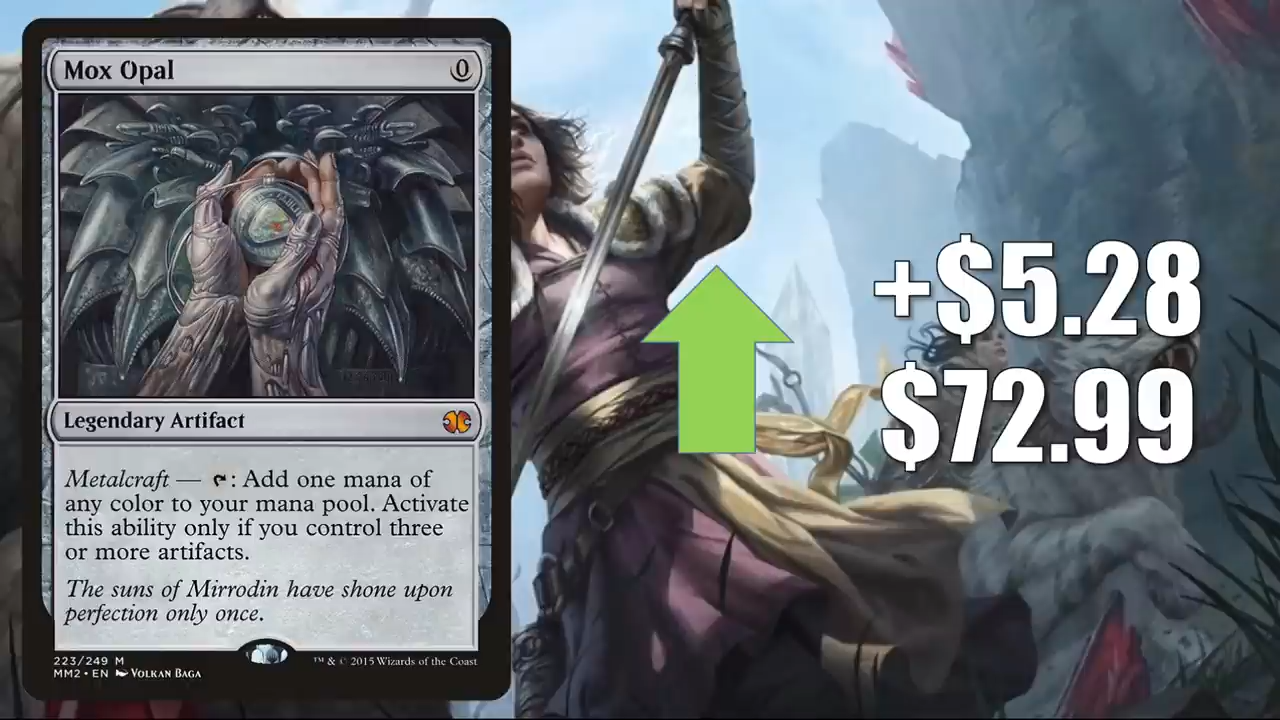 Mox Opal 0
Legendary Artifact
Metalcraft — : Add one mana of
any color to your mana pool. Activate
this ability only if you control three
or more artifacts.
The suns of Mirrodin have shone upon
perfection only once.
223/249 M
MM2 • EN VOLKAN BAGA
™ & © 2015 Wizards of the Coast
+$5.28
$72.99